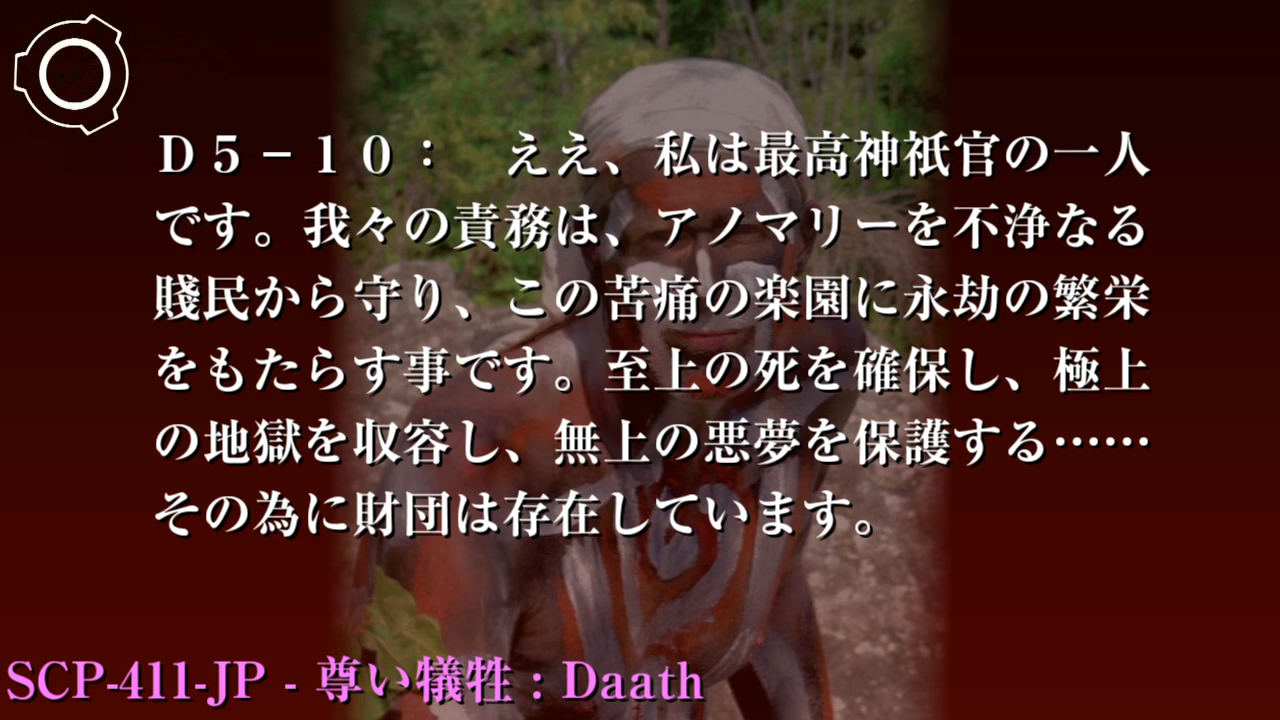 Ｄ５－１０：　ええ、私は最高神祇官の一人
です。我々の責務は、アノマリーを不浄なる
賤民から守り、この苦痛の楽園に永劫の繁栄
をもたらす事です。至上の死を確保し、極上
の地獄を収容し、無上の悪夢を保護する……
その為に財団は存在しています。
SCP-411-JP - 尊い犠牲：Daath